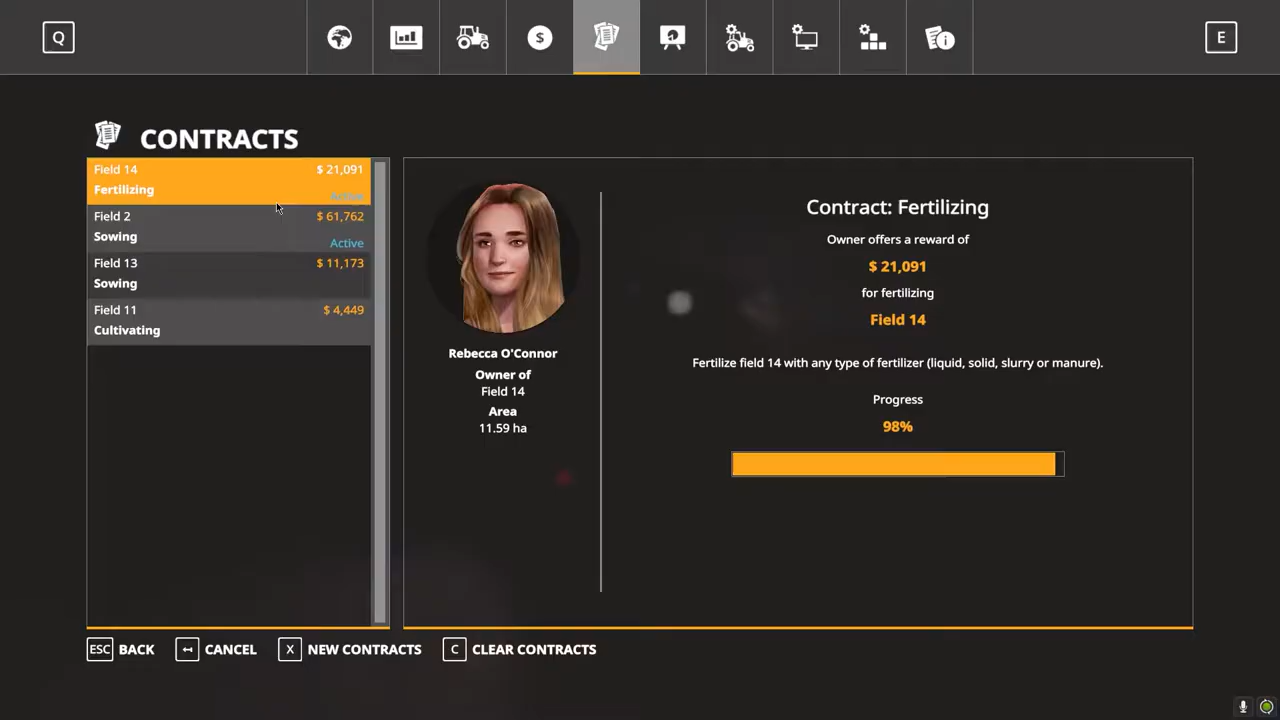 Q
$
E
CONTRACTS
Field 14 $ 21,091
Fertilizing
Active
Field 2 $ 61,762
Sowing
Active
Field 13 $ 11,173
Sowing
Field 11 $ 4,449
Cultivating
Rebecca O'Connor
Owner of
Field 14
Area
11.59 ha
Contract: Fertilizing
Owner offers a reward of
$ 21,091
for fertilizing
Field 14
Fertilize field 14 with any type of fertilizer (liquid, solid, slurry or manure).
Progress
98%
ESC BACK CANCEL X NEW CONTRACTS C CLEAR CONTRACTS